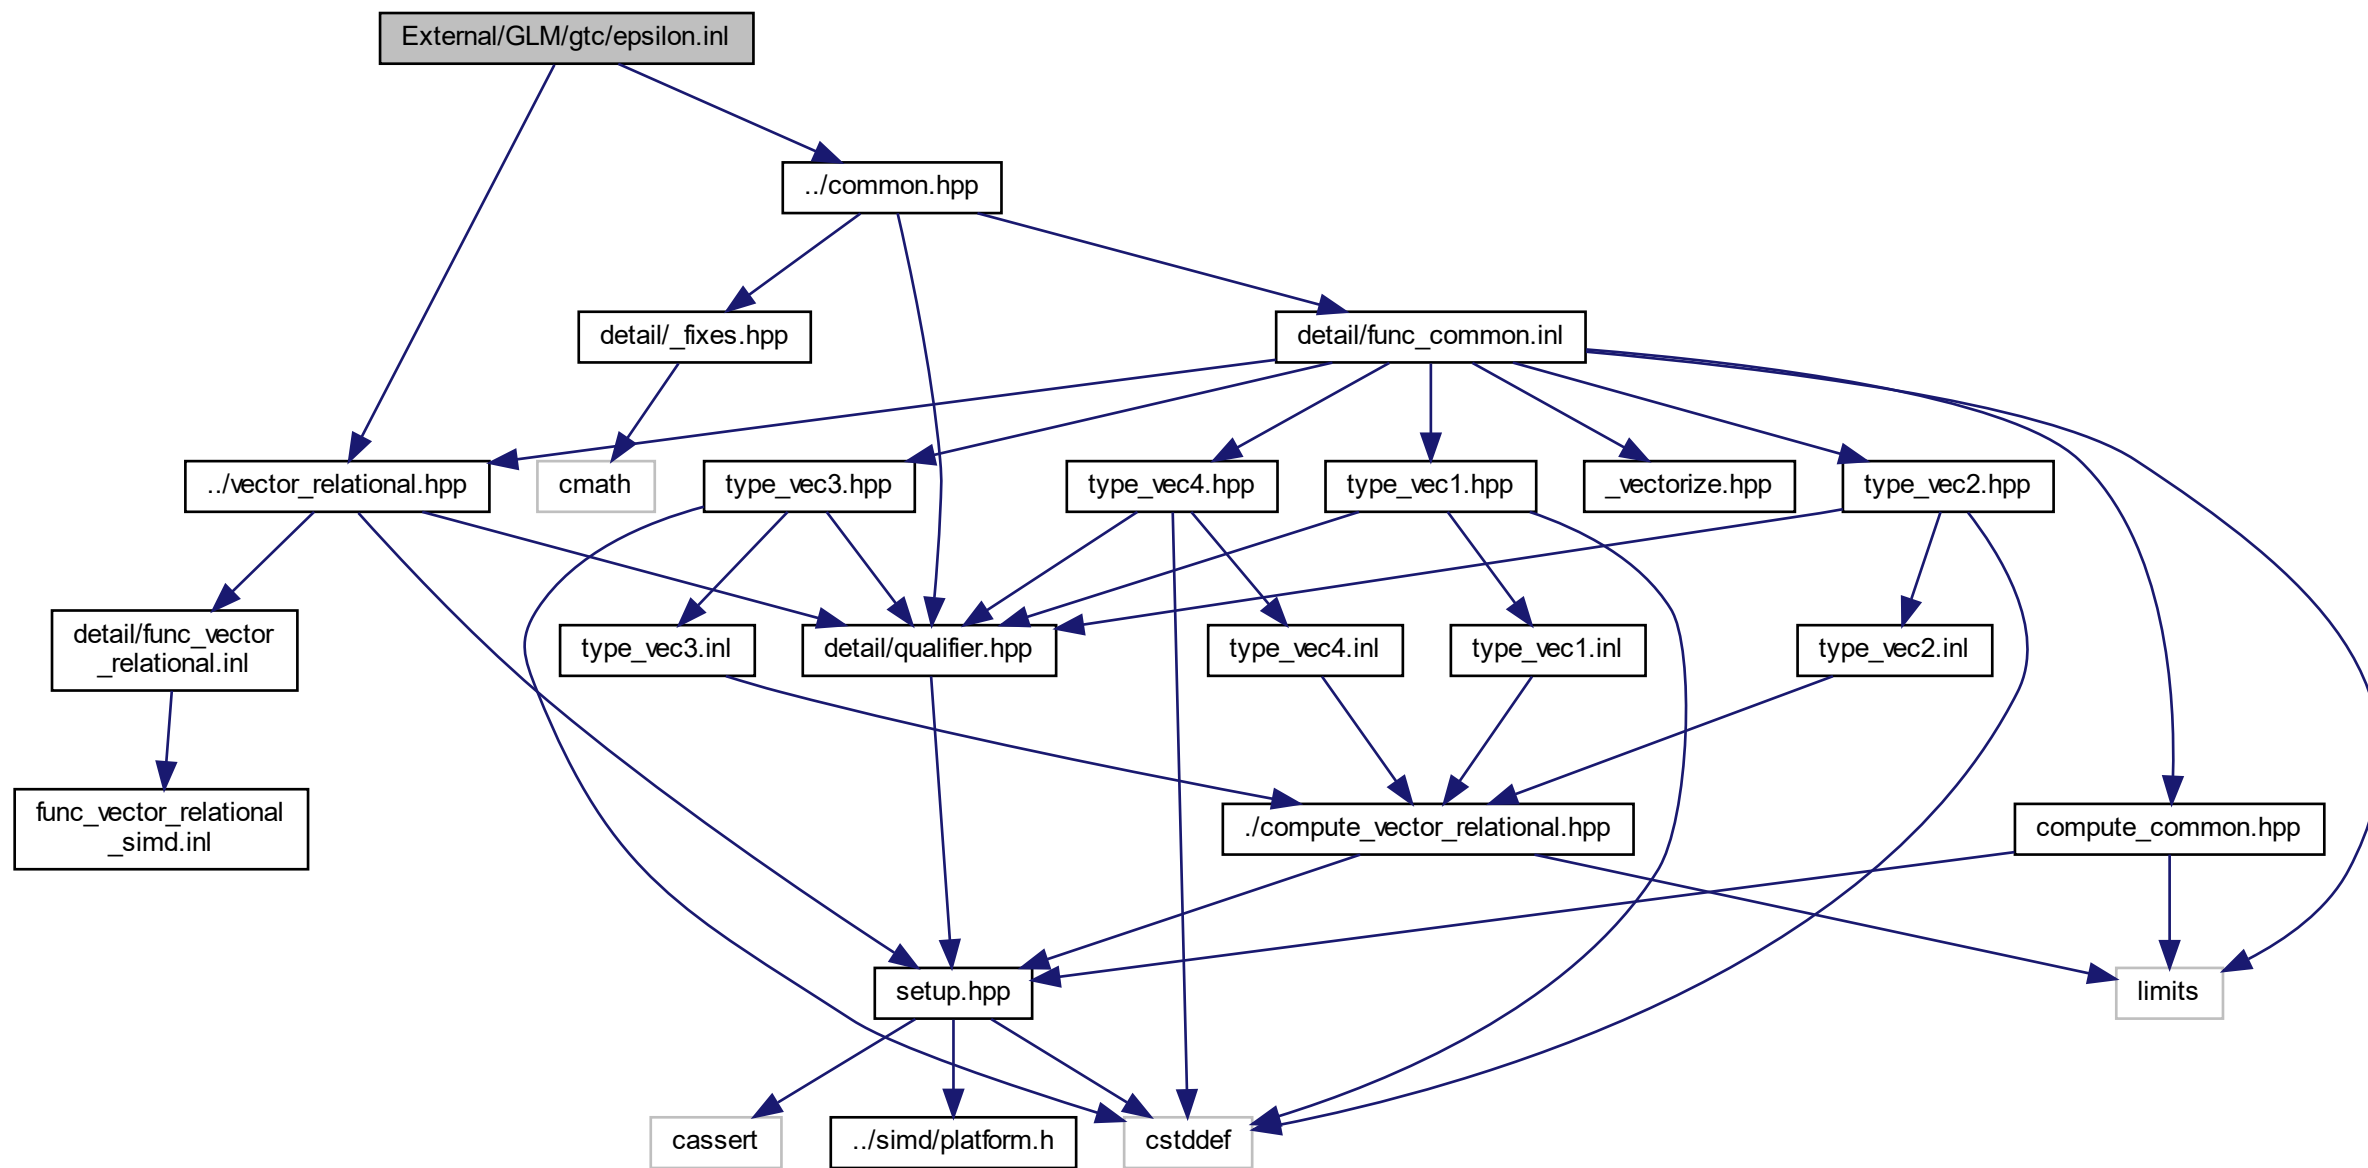 External/GLM/gtc/epsilon.inl
../common.hpp
detail/_fixes.hpp
detail/func_common.inl
../vector_relational.hpp
cmath
type_vec3.hpp
type_vec4.hpp
type_vec1.hpp
_vectorize.hpp
type_vec2.hpp
detail/func_vector
_relational.inl
type_vec3.inl
detail/qualifier.hpp
type_vec4.inl
type_vec1.inl
type_vec2.inl
func_vector_relational
_simd.inl
./compute_vector_relational.hpp
compute_common.hpp
setup.hpp
limits
cassert
../simd/platform.h
cstddef